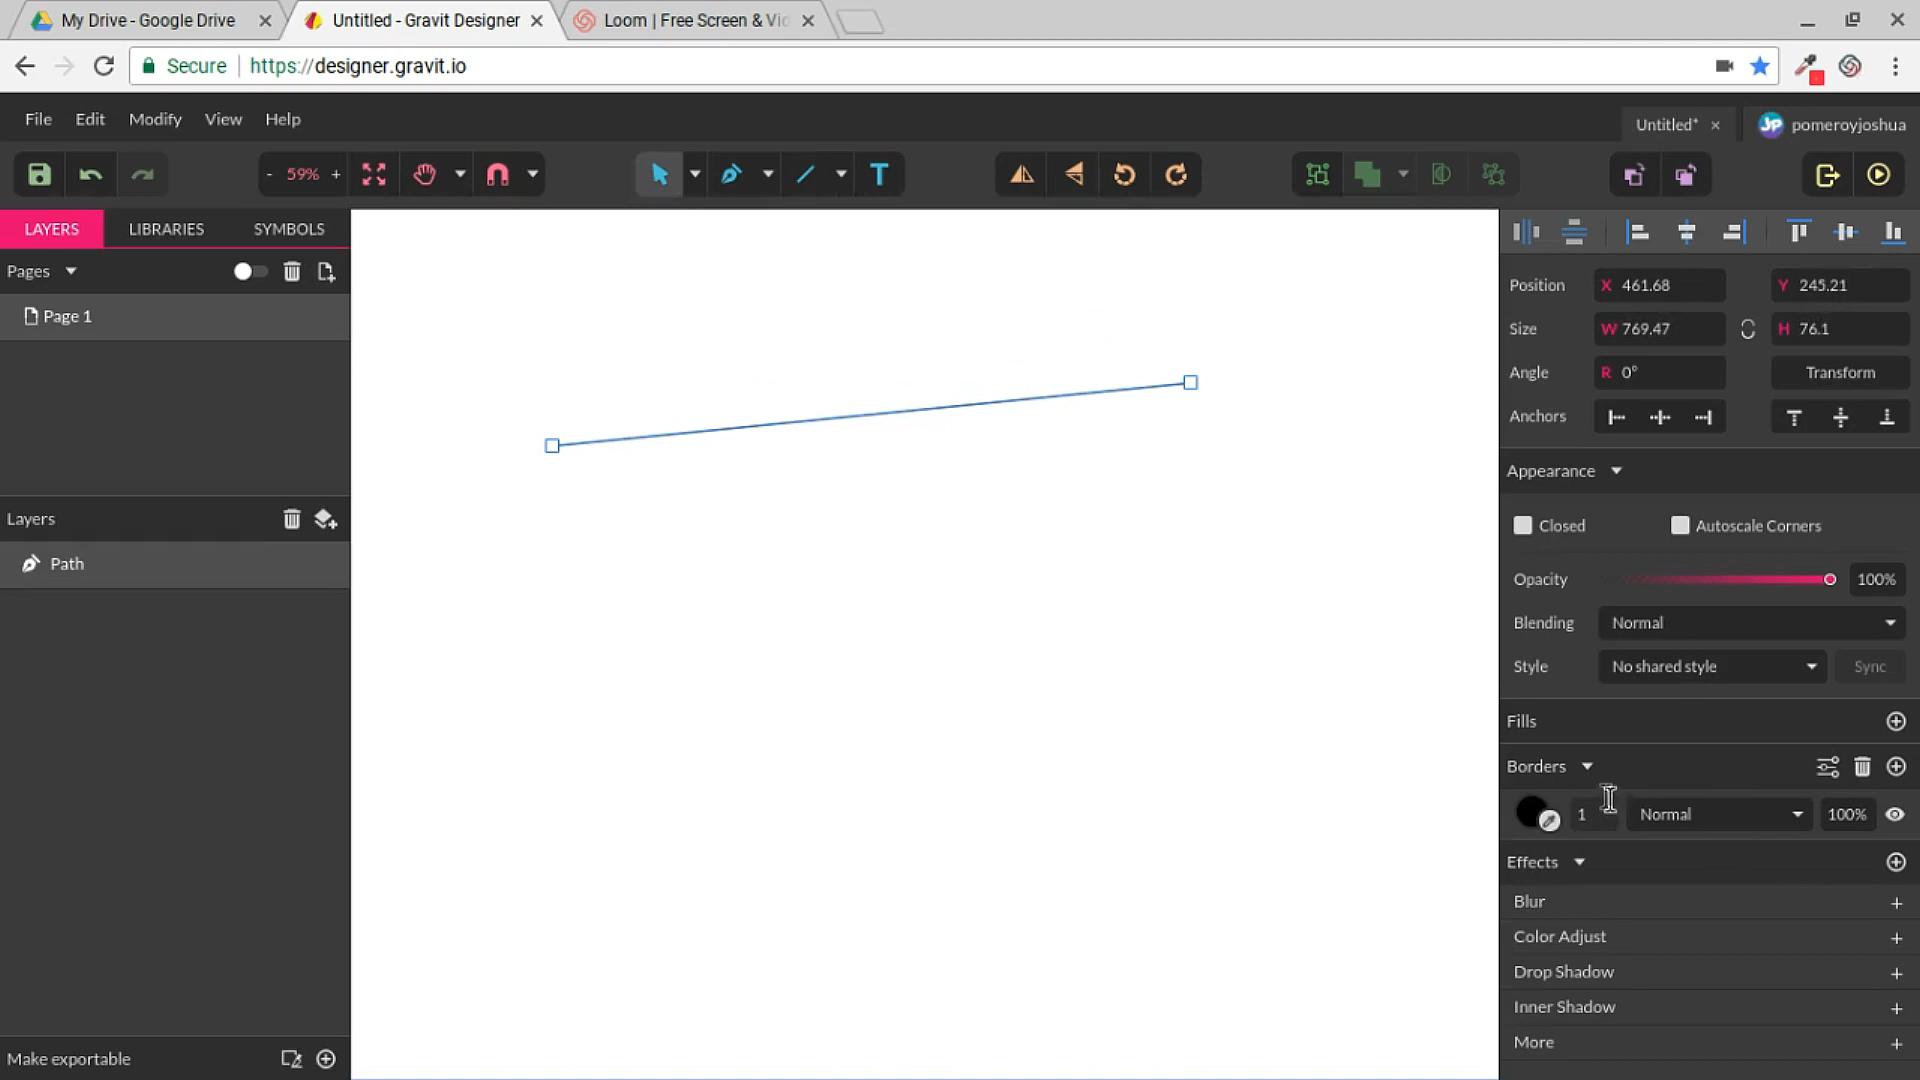 My Drive - Google Drive
Untitled - Gravit Designer
Loom | Free Screen & Vid
Secure
https://designer.gravit.io
File
Edit
Modify
View
Help
Untitled*
JP
pomeroyjoshua
- 59% +
T
LAYERS
LIBRARIES
SYMBOLS
Pages
Page 1
Layers
Path
Make exportable
Position
X 461.68
Y 245.21
Size
W 769.47
H 76.1
Angle
R 0°
Transform
Anchors
Appearance
Closed
Autoscale Corners
Opacity
100%
Blending
Normal
Style
No shared style
Sync
Fills
Borders
1
Normal
100%
Effects
Blur
Color Adjust
Drop Shadow
Inner Shadow
More